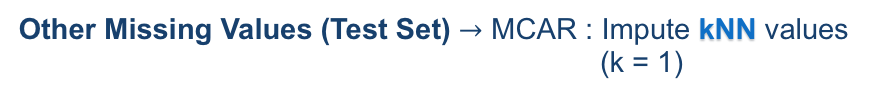 Other Missing Values (Test Set) → MCAR : Impute kNN values
(k = 1)